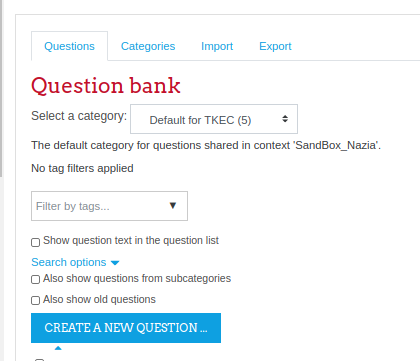 Questions Categories Import Export
Question bank
Select a category: Default for TKEC (5)
The default category for questions shared in context 'SandBox_Nazia'.
No tag filters applied
Filter by tags...
Show question text in the question list
Search options
Also show questions from subcategories
Also show old questions
CREATE A NEW QUESTION ...